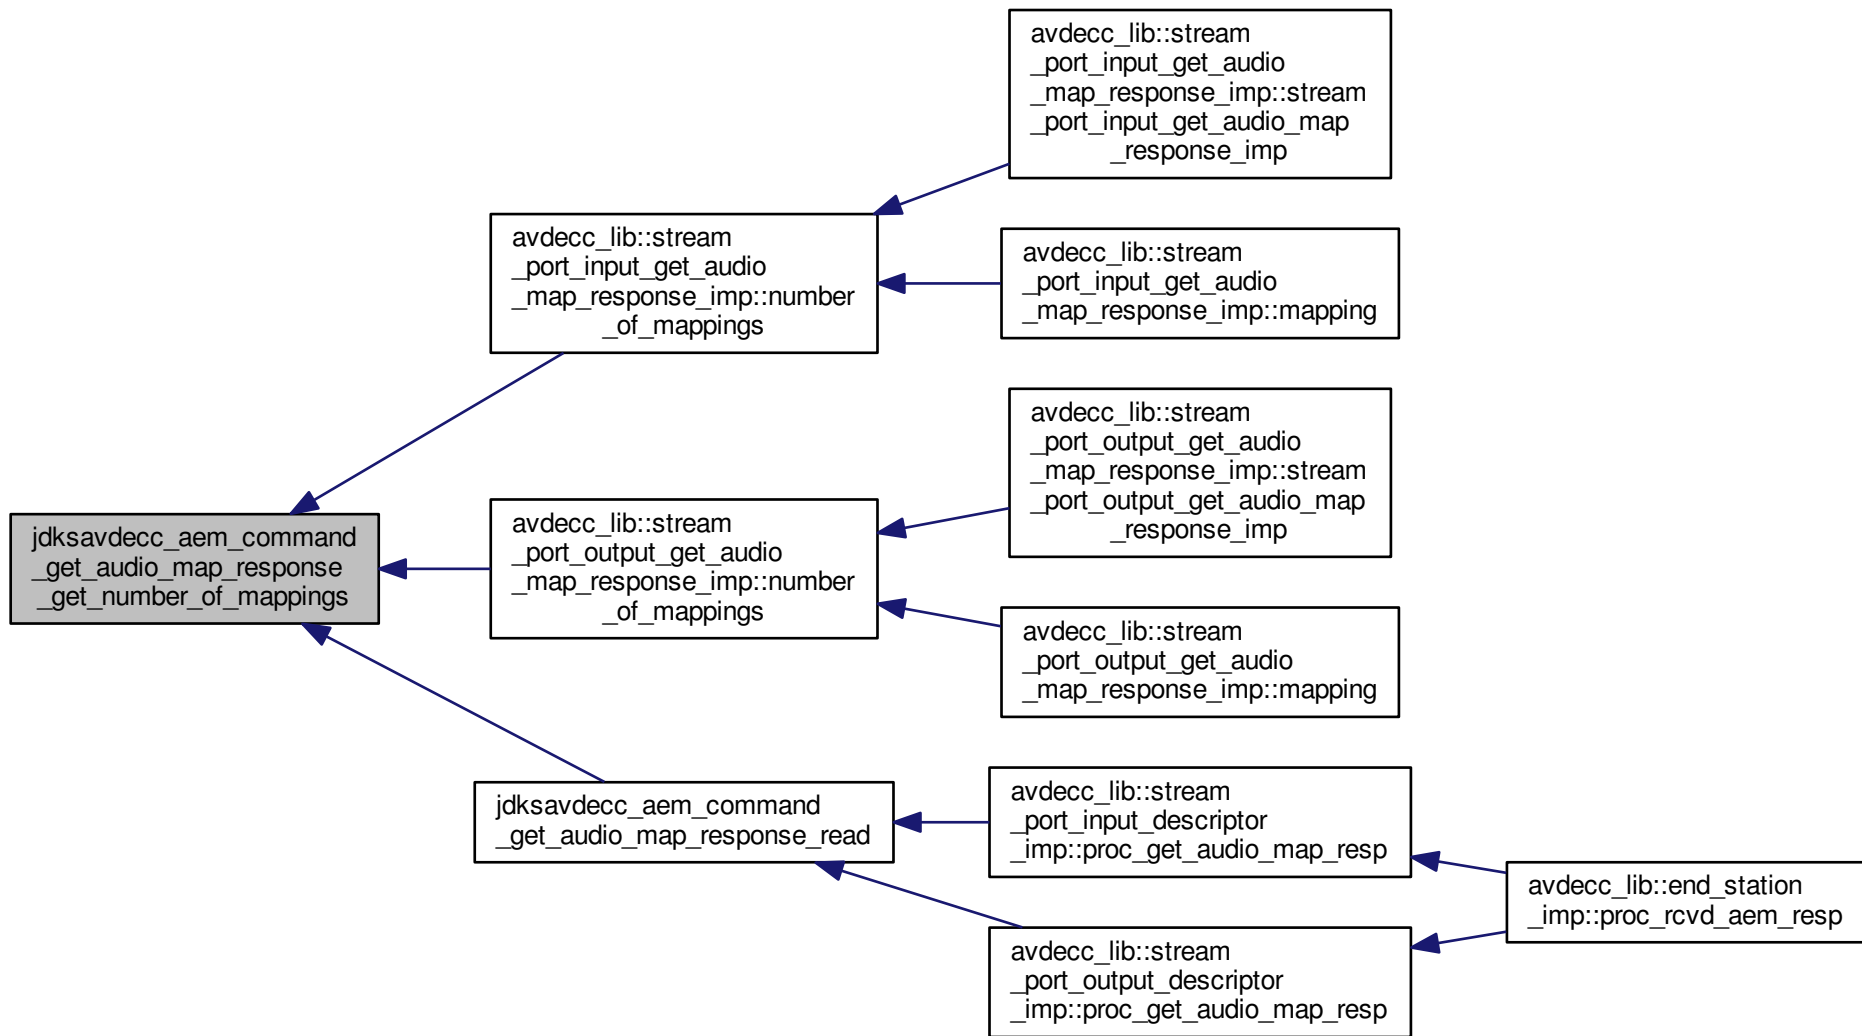 avdecc_lib::stream
_port_input_get_audio
_map_response_imp::stream
_port_input_get_audio_map
_response_imp
avdecc_lib::stream
_port_input_get_audio
_map_response_imp::number
_of_mappings
avdecc_lib::stream
_port_input_get_audio
_map_response_imp::mapping
avdecc_lib::stream
_port_output_get_audio
_map_response_imp::stream
_port_output_get_audio_map
_response_imp
jdksavdecc_aem_command
_get_audio_map_response
_get_number_of_mappings
avdecc_lib::stream
_port_output_get_audio
_map_response_imp::number
_of_mappings
avdecc_lib::stream
_port_output_get_audio
_map_response_imp::mapping
jdksavdecc_aem_command
_get_audio_map_response_read
avdecc_lib::stream
_port_input_descriptor
_imp::proc_get_audio_map_resp
avdecc_lib::end_station
_imp::proc_rcvd_aem_resp
avdecc_lib::stream
_port_output_descriptor
_imp::proc_get_audio_map_resp